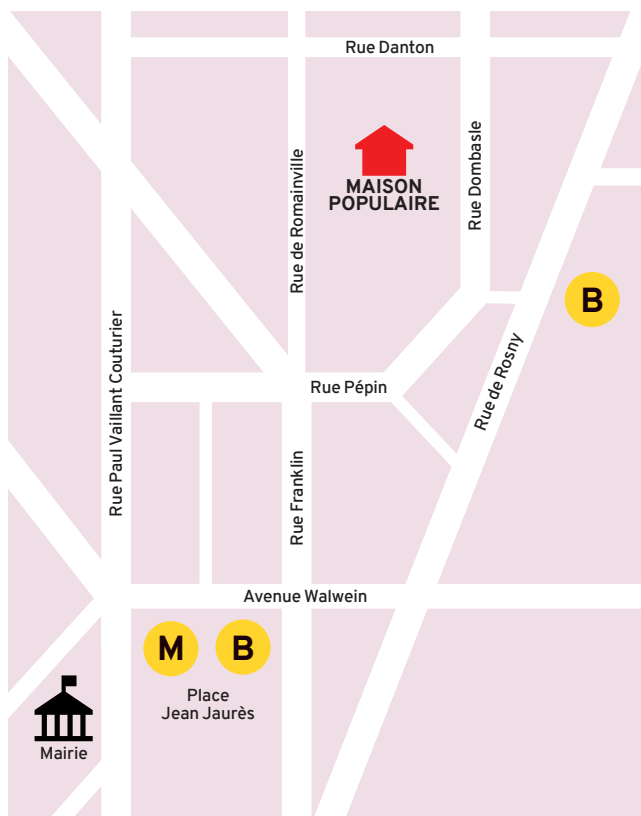 Rue Danton
Rue de Romainville
MAISON
POPULAIRE
Rue Dombasle
B
Rue Paul Vaillant Couturier
Rue Pépin
Rue de Rosny
Rue Franklin
Avenue Walwein
M
B
Place
Jean Jaurès
Mairie